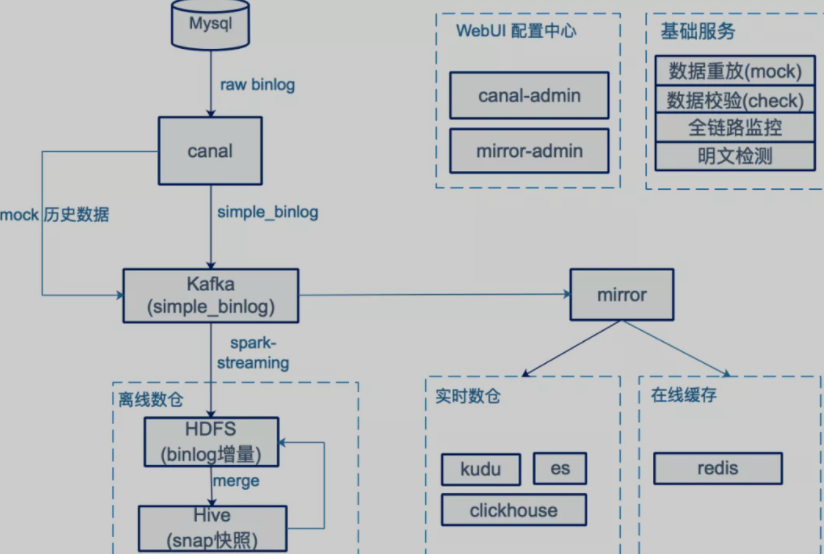 Mysql
WebUI 配置中心
基础服务
raw binlog
canal-admin
mirror-admin
数据重放(mock)
数据校验(check)
全链路监控
明文检测
canal
mock 历史数据
simple_binlog
Kafka
(simple_binlog)
mirror
spark-
streaming
离线数仓
HDFS
(binlog增量)
merge
Hive
(snap快照)
实时数仓
kudu
es
clickhouse
在线缓存
redis